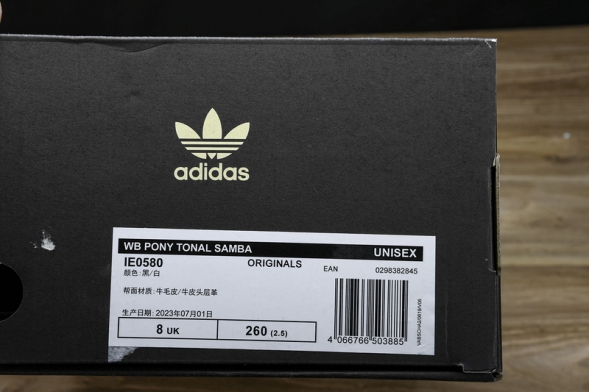 adidas
WB PONY TONAL SAMBA UNISEX
IE0580 ORIGINALS EAN 0298382845
颜色:黑/白
帮面材质:牛毛皮/牛皮头层革
生产日期:2023年07月01日
8 UK 260 (2.5)
4 066766 503885